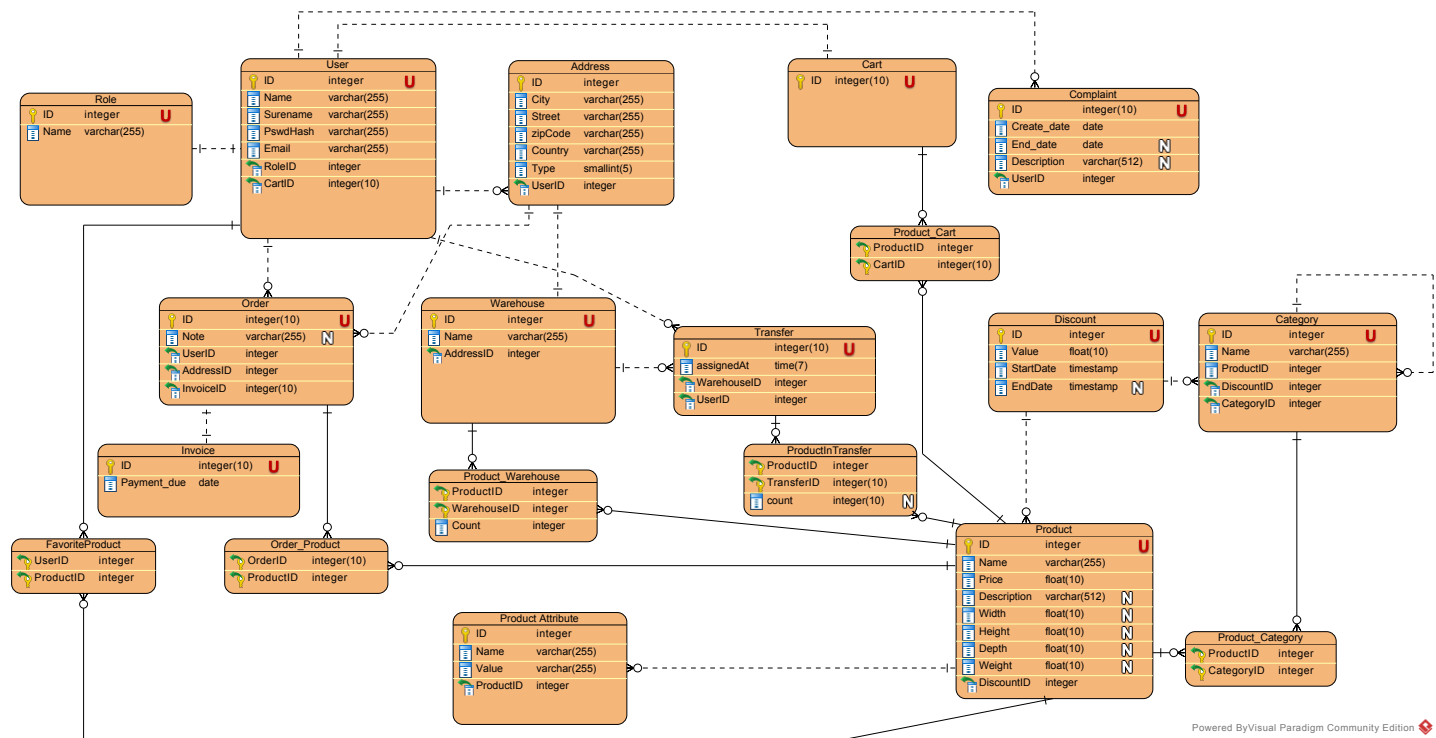 User
ID integer U
Name varchar(255)
Surename varchar(255)
PswdHash varchar(255)
Email varchar(255)
RoleID integer
CartID integer(10)
Address
ID integer
City varchar(255)
Street varchar(255)
zipCode varchar(255)
Country varchar(255)
Type smallint(5)
UserID integer
Cart
ID integer(10) U
Complaint
ID integer(10) U
Create_date date
End_date date N
Description varchar(512) N
UserID integer
Role
ID integer U
Name varchar(255)
Product_Cart
ProductID integer
CartID integer(10)
Order
ID integer(10) U
Note varchar(255) N
UserID integer
AddressID integer
InvoiceID integer(10)
Warehouse
ID integer U
Name varchar(255)
AddressID integer
Transfer
ID integer(10) U
assignedAt time(7)
WarehouseID integer
UserID integer
Discount
ID integer U
Value float(10)
StartDate timestamp
EndDate timestamp N
Category
ID integer U
Name varchar(255)
ProductID integer
DiscountID integer
CategoryID integer
Invoice
ID integer(10) U
Payment_due date
Product_Warehouse
ProductID integer
WarehouseID integer
Count integer
ProductInTransfer
ProductID integer
TransferID integer(10)
count integer(10) N
FavoriteProduct
UserID integer
ProductID integer
Order_Product
OrderID integer(10)
ProductID integer
Product
ID integer U
Name varchar(255)
Price float(10)
Description varchar(512) N
Width float(10) N
Height float(10) N
Depth float(10) N
Weight float(10) N
DiscountID integer
Product Attribute
ID integer
Name varchar(255)
Value varchar(255)
ProductID integer
Product_Category
ProductID integer
CategoryID integer
Powered ByVisual Paradigm Community Edition